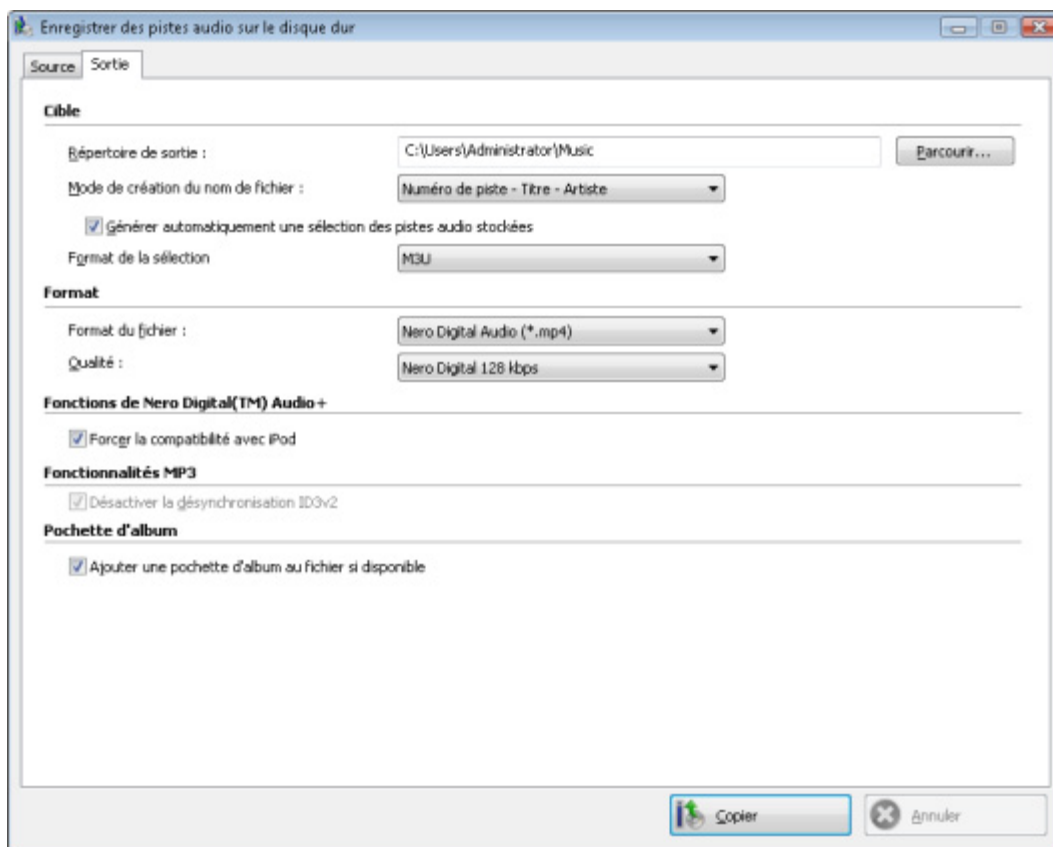 Enregistrer des pistes audio sur le disque dur
Source
Sortie
Cible
Répertoire de sortie :
C:\Users\Administrator\Music
Parcourir...
Mode de création du nom de fichier :
Numéro de piste - Titre - Artiste
Générer automatiquement une sélection des pistes audio stockées
Format de la sélection
M3U
Format
Format du fichier :
Nero Digital Audio (*.mp4)
Qualité :
Nero Digital 128 kbps
Fonctions de Nero Digital(TM) Audio+
Forcer la compatibilité avec iPod
Fonctionnalités MP3
Désactiver la désynchronisation ID3v2
Pochette d'album
Ajouter une pochette d'album au fichier si disponible
Copier
Annuler